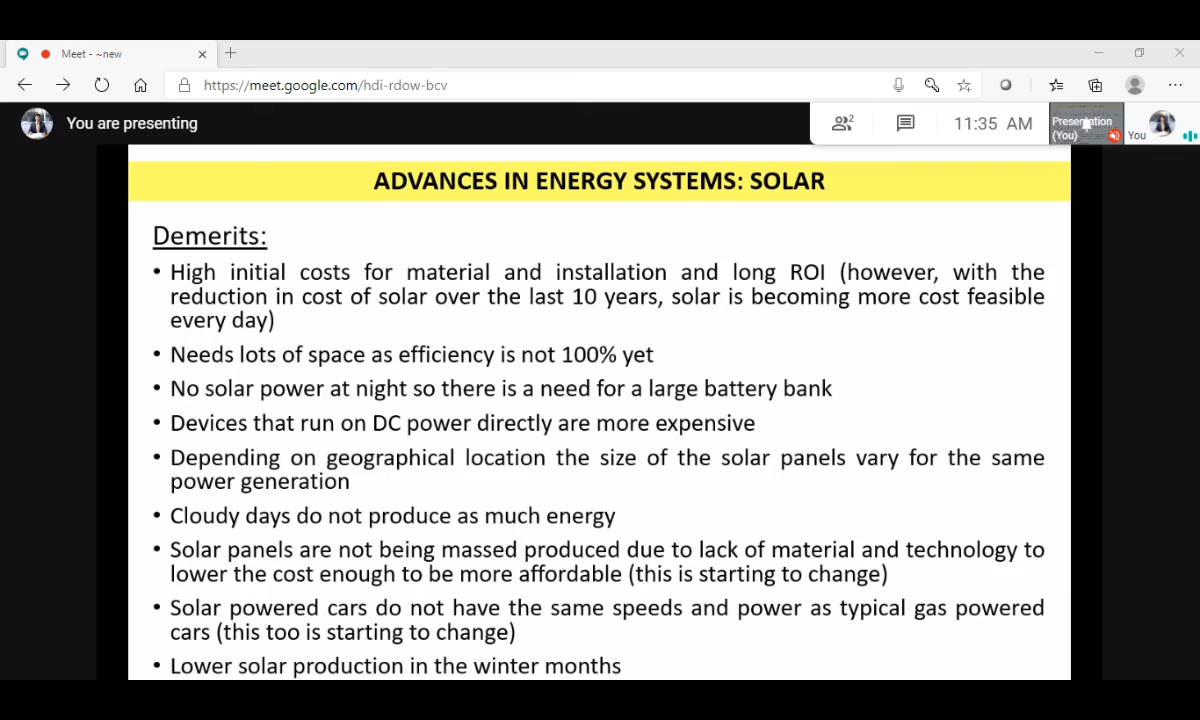 Meet - ~new
https://meet.google.com/hdi-rdow-bcv
You are presenting
2
11:35 AM
Presentation
(You)
You
ADVANCES IN ENERGY SYSTEMS: SOLAR
Demerits:
• High initial costs for material and installation and long ROI (however, with the
reduction in cost of solar over the last 10 years, solar is becoming more cost feasible
every day)
• Needs lots of space as efficiency is not 100% yet
• No solar power at night so there is a need for a large battery bank
• Devices that run on DC power directly are more expensive
• Depending on geographical location the size of the solar panels vary for the same
power generation
• Cloudy days do not produce as much energy
• Solar panels are not being massed produced due to lack of material and technology to
lower the cost enough to be more affordable (this is starting to change)
• Solar powered cars do not have the same speeds and power as typical gas powered
cars (this too is starting to change)
• Lower solar production in the winter months